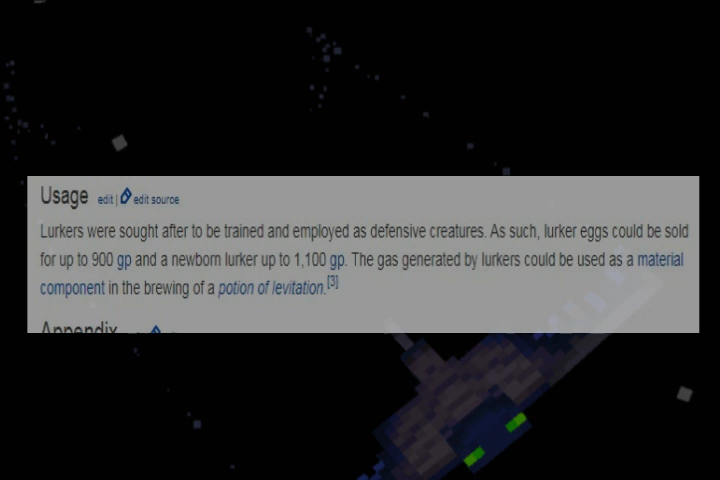 Usage edit | edit source
Lurkers were sought after to be trained and employed as defensive creatures. As such, lurker eggs could be sold
for up to 900 gp and a newborn lurker up to 1,100 gp. The gas generated by lurkers could be used as a material
component in the brewing of a potion of levitation.[3]
Appendix